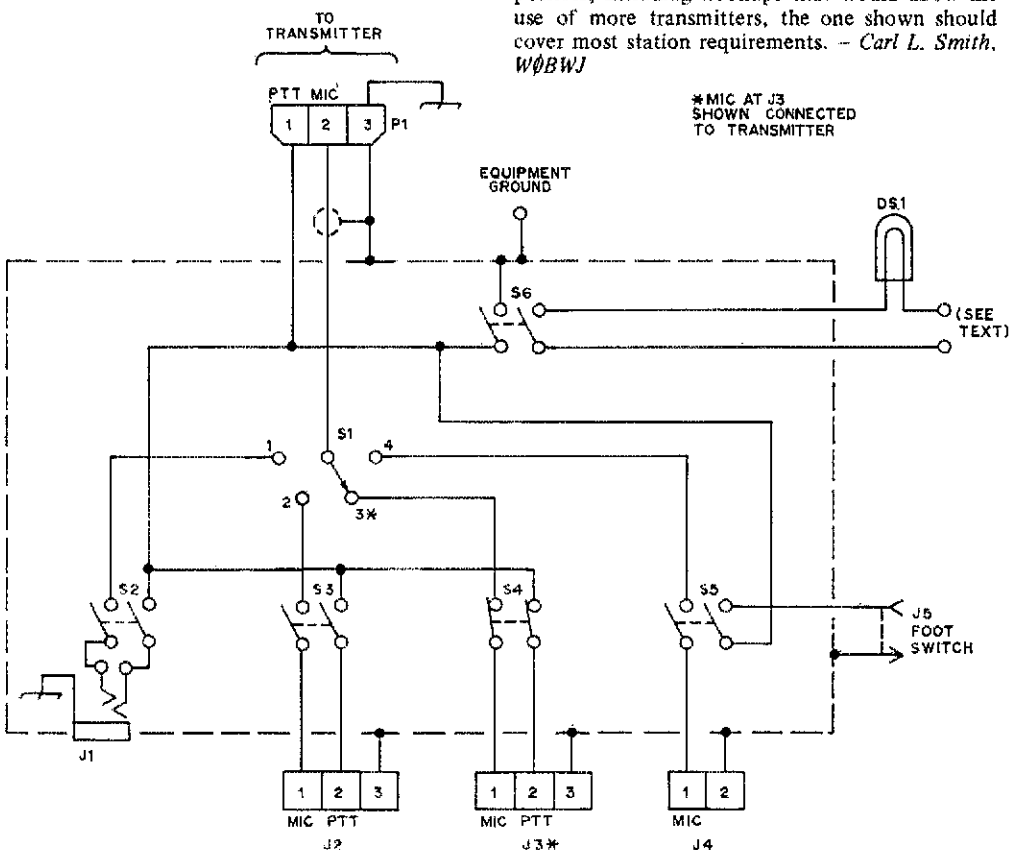 use of more transmitters, the one shown should
cover most station requirements. – Carl L. Smith,
WØBWJ
TO
TRANSMITTER
PTT MIC
1 2 3 P1
*MIC AT J3
SHOWN CONNECTED
TO TRANSMITTER
EQUIPMENT
GROUND
DS1
S6
(SEE
TEXT)
S1
1
4
2
3*
S2
S3
S4
S5
J5
FOOT
SWITCH
J1
1 2 3
MIC PTT
J2
1 2 3
MIC PTT
J3*
1 2
MIC
J4